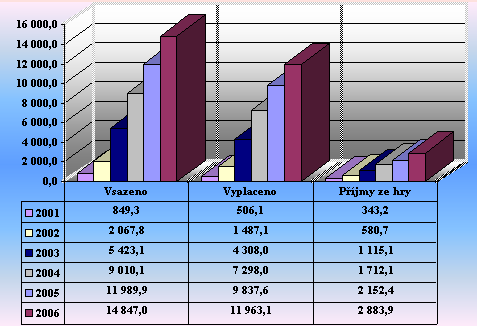 16 000,0
14 000,0
12 000,0
10 000,0
8 000,0
6 000,0
4 000,0
2 000,0
0,0
Vsazeno Vyplaceno Příjmy ze hry
2001 849,3 506,1 343,2
2002 2 067,8 1 487,1 580,7
2003 5 423,1 4 308,0 1 115,1
2004 9 010,1 7 298,0 1 712,1
2005 11 989,9 9 837,6 2 152,4
2006 14 847,0 11 963,1 2 883,9